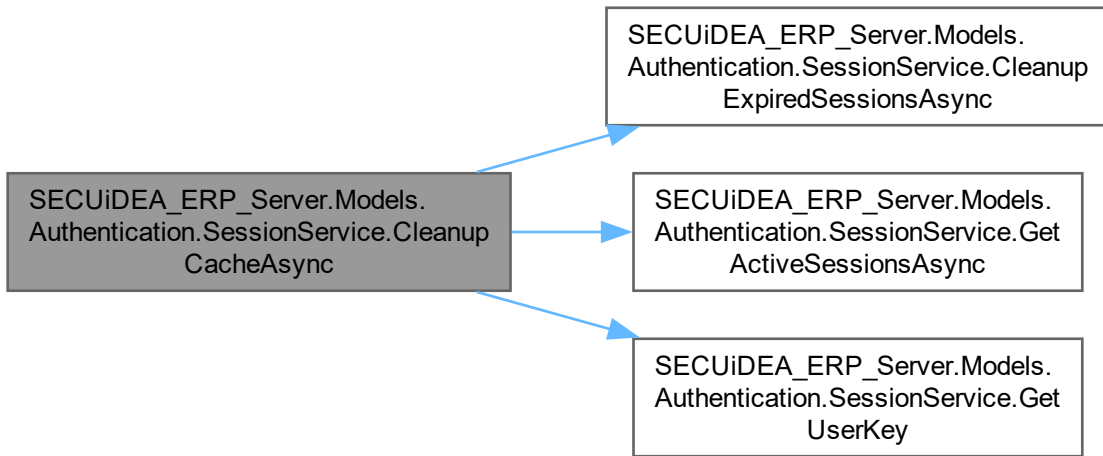 SECUiDEA_ERP_Server.Models.
Authentication.SessionService.Cleanup
CacheAsync
SECUiDEA_ERP_Server.Models.
Authentication.SessionService.Cleanup
ExpiredSessionsAsync
SECUiDEA_ERP_Server.Models.
Authentication.SessionService.Get
ActiveSessionsAsync
SECUiDEA_ERP_Server.Models.
Authentication.SessionService.Get
UserKey